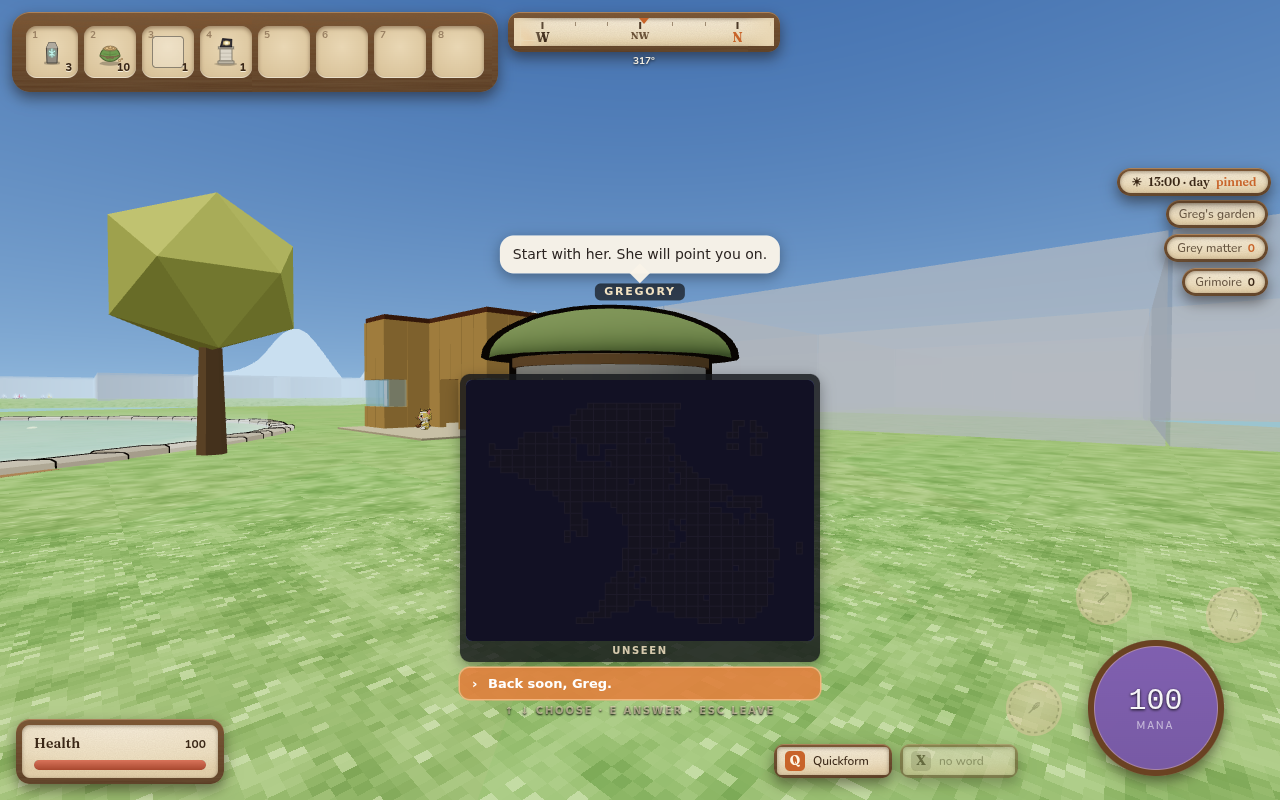 1 2 3 4 5 6 7 8
3 10 1 1
W NW N
317°
☀ 13:00 · day pinned
Greg's garden
Grey matter 0
Grimoire 0
Start with her. She will point you on.
GREGORY
UNSEEN
› Back soon, Greg.
↑ ↓ CHOOSE · E ANSWER · ESC LEAVE
Health 100
Q Quickform
X no word
100
MANA